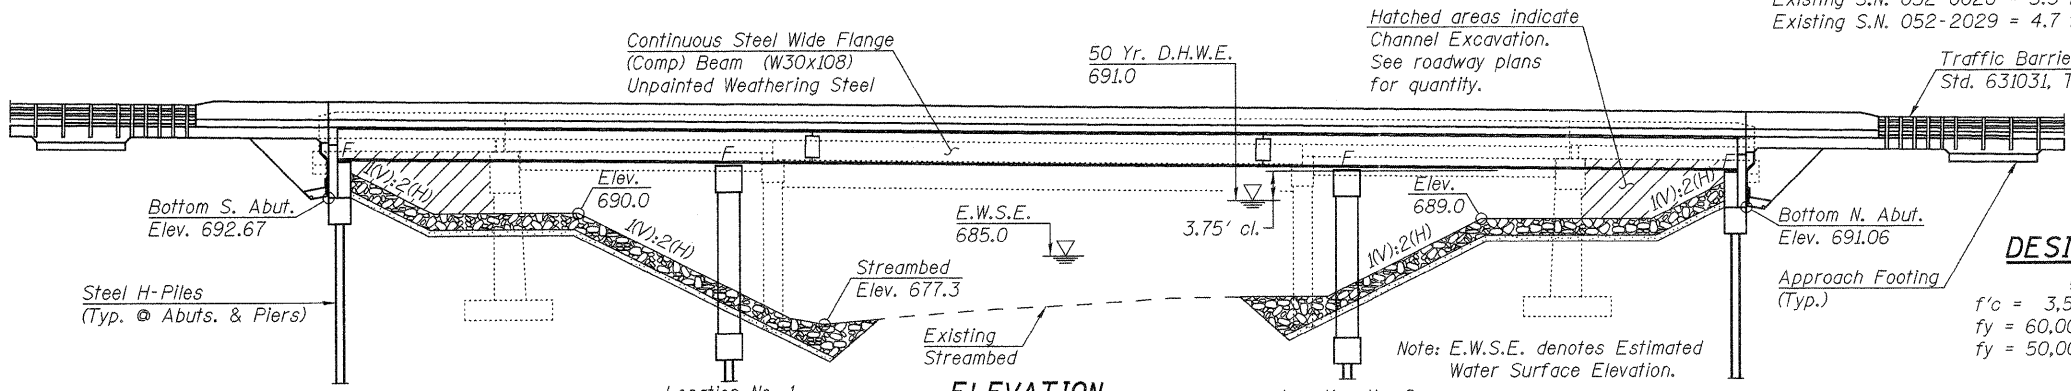 Existing S.N. 052-2029 = 4.7
Hatched areas indicate
Channel Excavation.
See roadway plans
for quantity.
Continuous Steel Wide Flange
(Comp) Beam (W30x108)
Unpainted Weathering Steel
50 Yr. D.H.W.E.
691.0
Traffic Barrie
Std. 631031, T
F
F
F
F
1(V):2(H)
1(V):2(H)
Elev.
690.0
Elev.
689.0
Bottom S. Abut.
Elev. 692.67
E.W.S.E.
685.0
3.75' cl.
Bottom N. Abut.
Elev. 691.06
1(V):2(H)
1(V):2(H)
DESI
Streambed
Elev. 677.3
Steel H-Piles
(Typ. @ Abuts. & Piers)
Approach Footing
(Typ.)
Existing
Streambed
f'c = 3,5
fy = 60,00
fy = 50,00
Note: E.W.S.E. denotes Estimated
Water Surface Elevation.